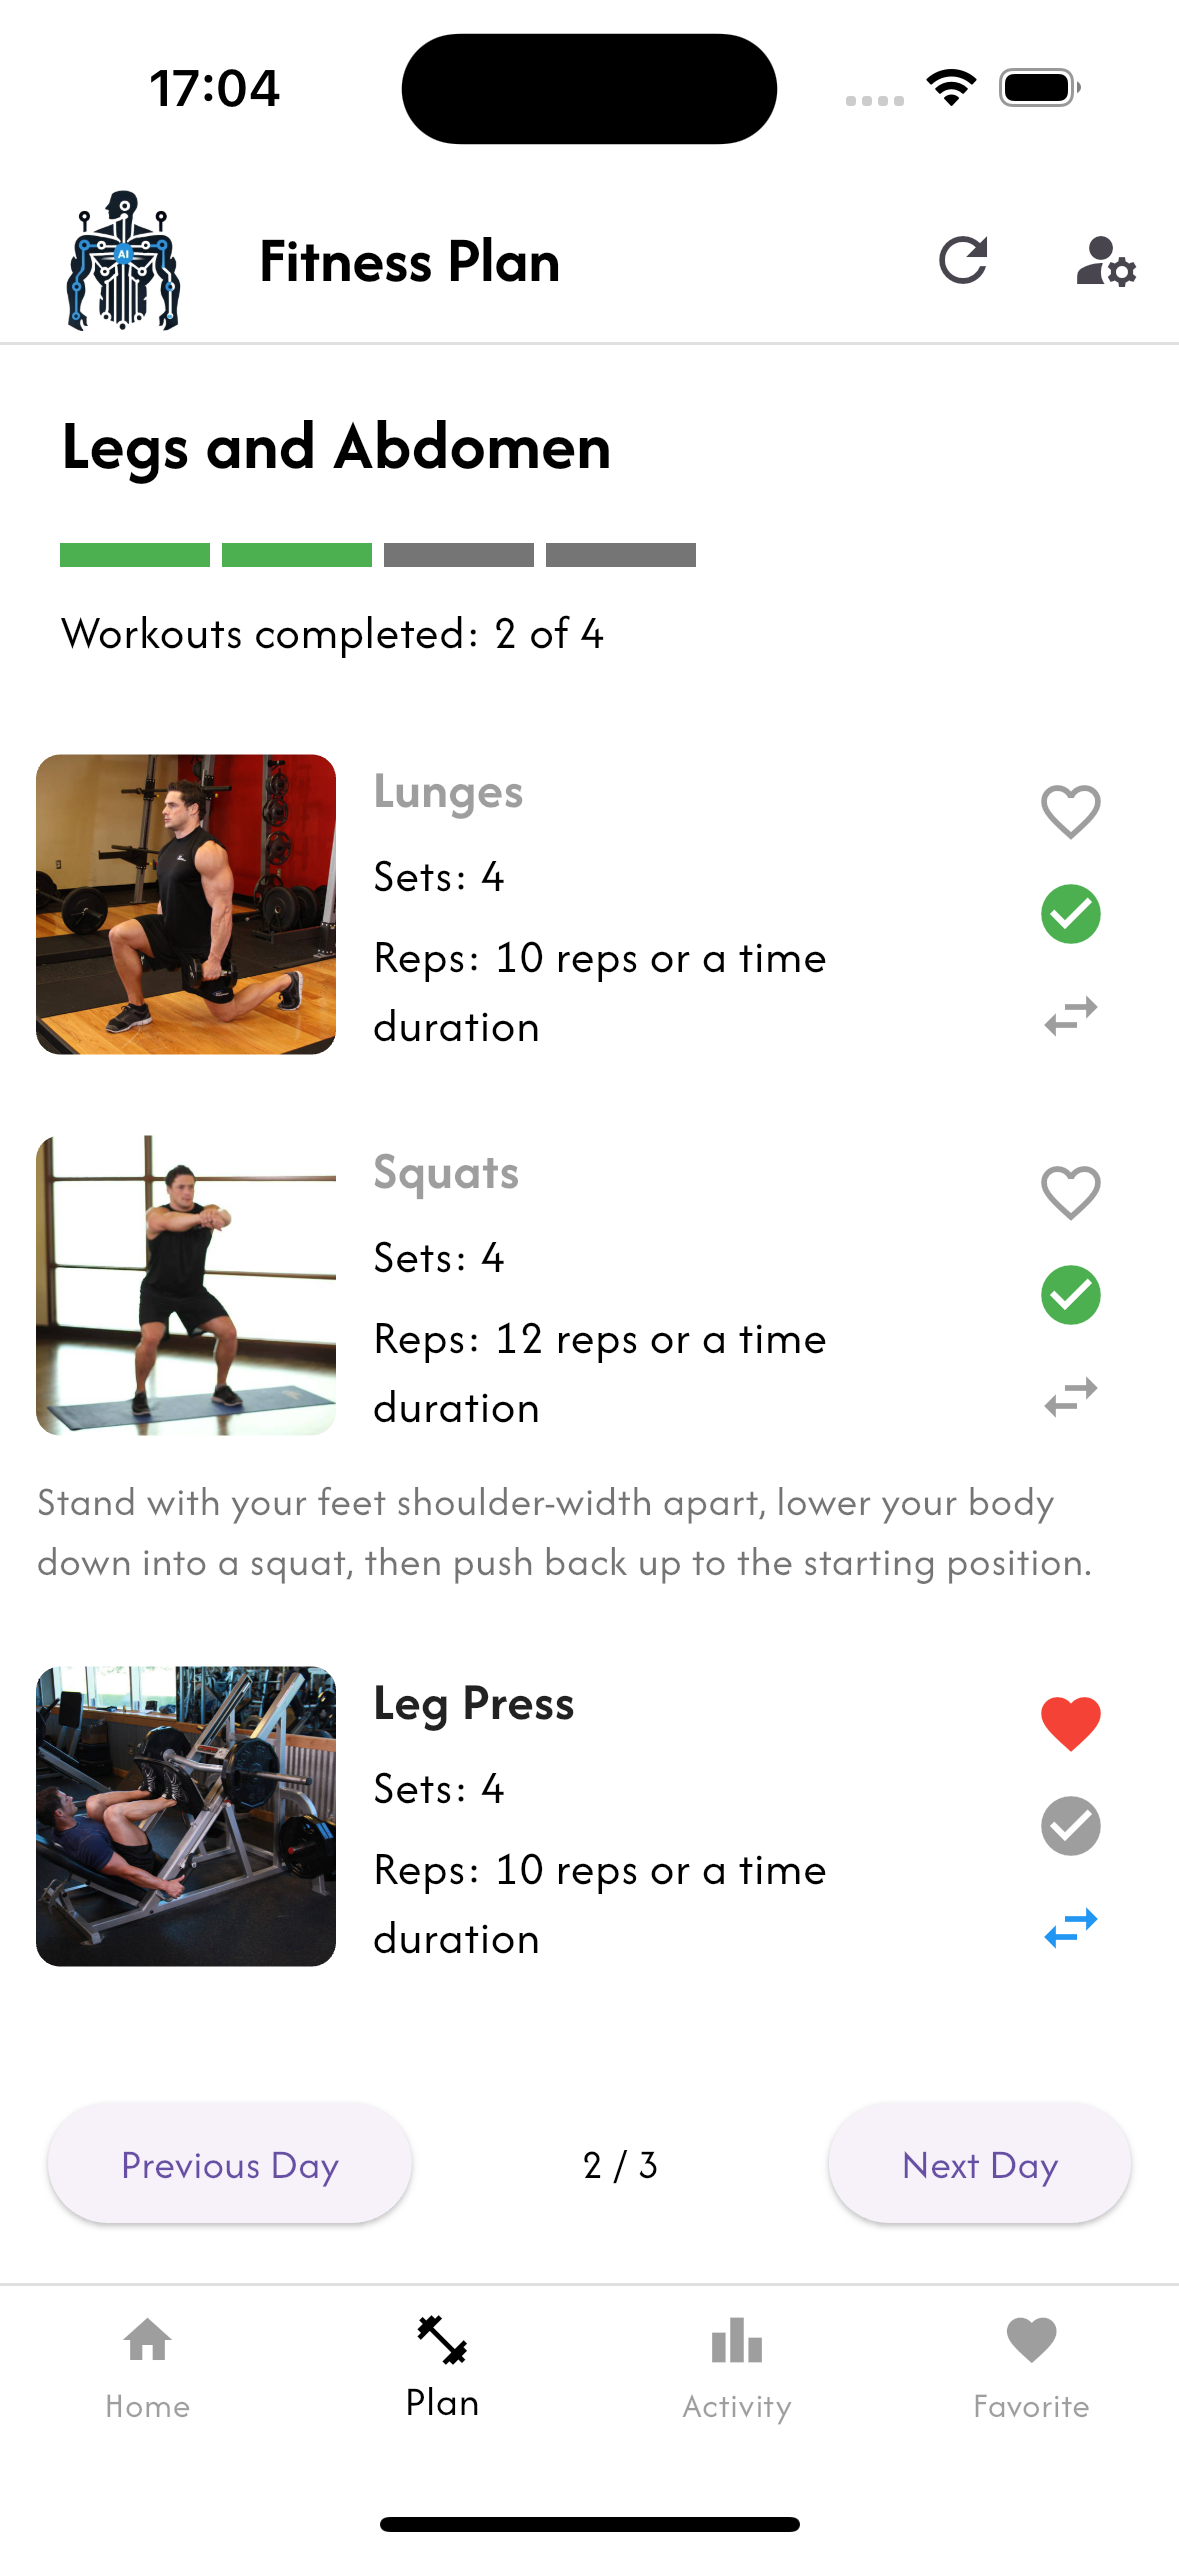 17:04
AI
Fitness Plan
Legs and Abdomen
Workouts completed: 2 of 4
Lunges
Sets: 4
Reps: 10 reps or a time
duration
Squats
Sets: 4
Reps: 12 reps or a time
duration
Stand with your feet shoulder-width apart, lower your body
down into a squat, then push back up to the starting position.
Leg Press
Sets: 4
Reps: 10 reps or a time
duration
Previous Day
2 / 3
Next Day
Home
Plan
Activity
Favorite